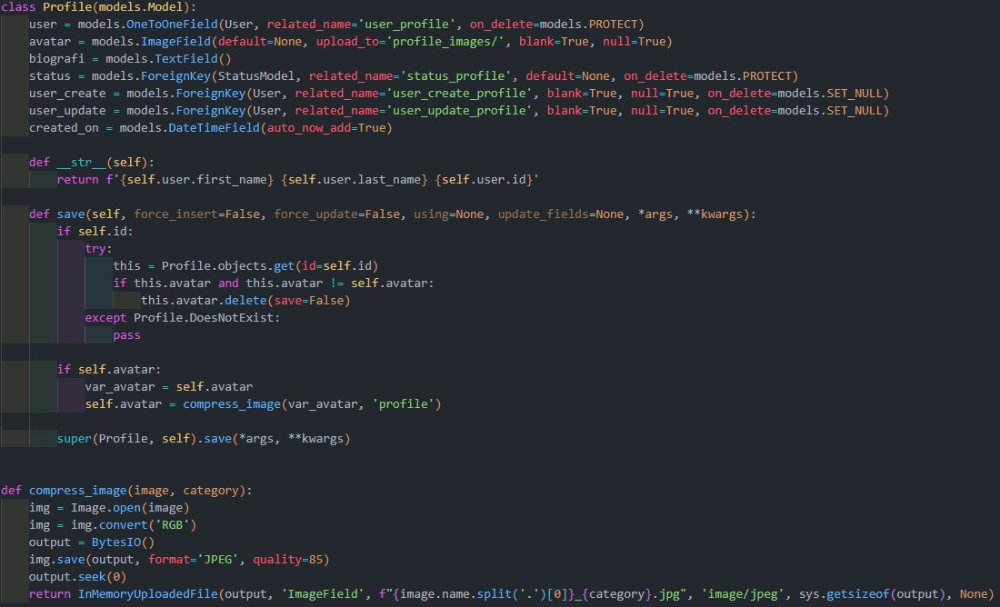 class Profile(models.Model):
    user = models.OneToOneField(User, related_name='user_profile', on_delete=models.PROTECT)
    avatar = models.ImageField(default=None, upload_to='profile_images/', blank=True, null=True)
    biografi = models.TextField()
    status = models.ForeignKey(StatusModel, related_name='status_profile', default=None, on_delete=models.PROTECT)
    user_create = models.ForeignKey(User, related_name='user_create_profile', blank=True, null=True, on_delete=models.SET_NULL)
    user_update = models.ForeignKey(User, related_name='user_update_profile', blank=True, null=True, on_delete=models.SET_NULL)
    created_on = models.DateTimeField(auto_now_add=True)

    def __str__(self):
        return f'{self.user.first_name} {self.user.last_name} {self.user.id}'

    def save(self, force_insert=False, force_update=False, using=None, update_fields=None, *args, **kwargs):
        if self.id:
            try:
                this = Profile.objects.get(id=self.id)
                if this.avatar and this.avatar != self.avatar:
                    this.avatar.delete(save=False)
            except Profile.DoesNotExist:
                pass

        if self.avatar:
            var_avatar = self.avatar
            self.avatar = compress_image(var_avatar, 'profile')

        super(Profile, self).save(*args, **kwargs)


def compress_image(image, category):
    img = Image.open(image)
    img = img.convert('RGB')
    output = BytesIO()
    img.save(output, format='JPEG', quality=85)
    output.seek(0)
    return InMemoryUploadedFile(output, 'ImageField', f"{image.name.split('.')[0]}_{category}.jpg", 'image/jpeg', sys.getsizeof(output), None)